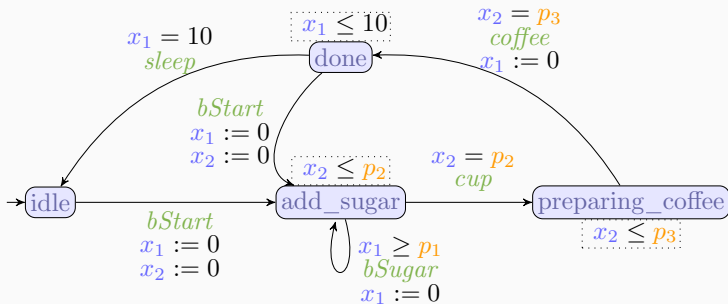 x₁ ≤ 10
done
x₁ = 10
sleep
x₂ = p₃
coffee
x₁ := 0
bStart
x₁ := 0
x₂ := 0
x₂ ≤ p₂
x₂ = p₂
cup
idle
add_sugar
preparing_coffee
bStart
x₁ := 0
x₂ := 0
x₁ ≥ p₁
bSugar
x₁ := 0
x₂ ≤ p₃